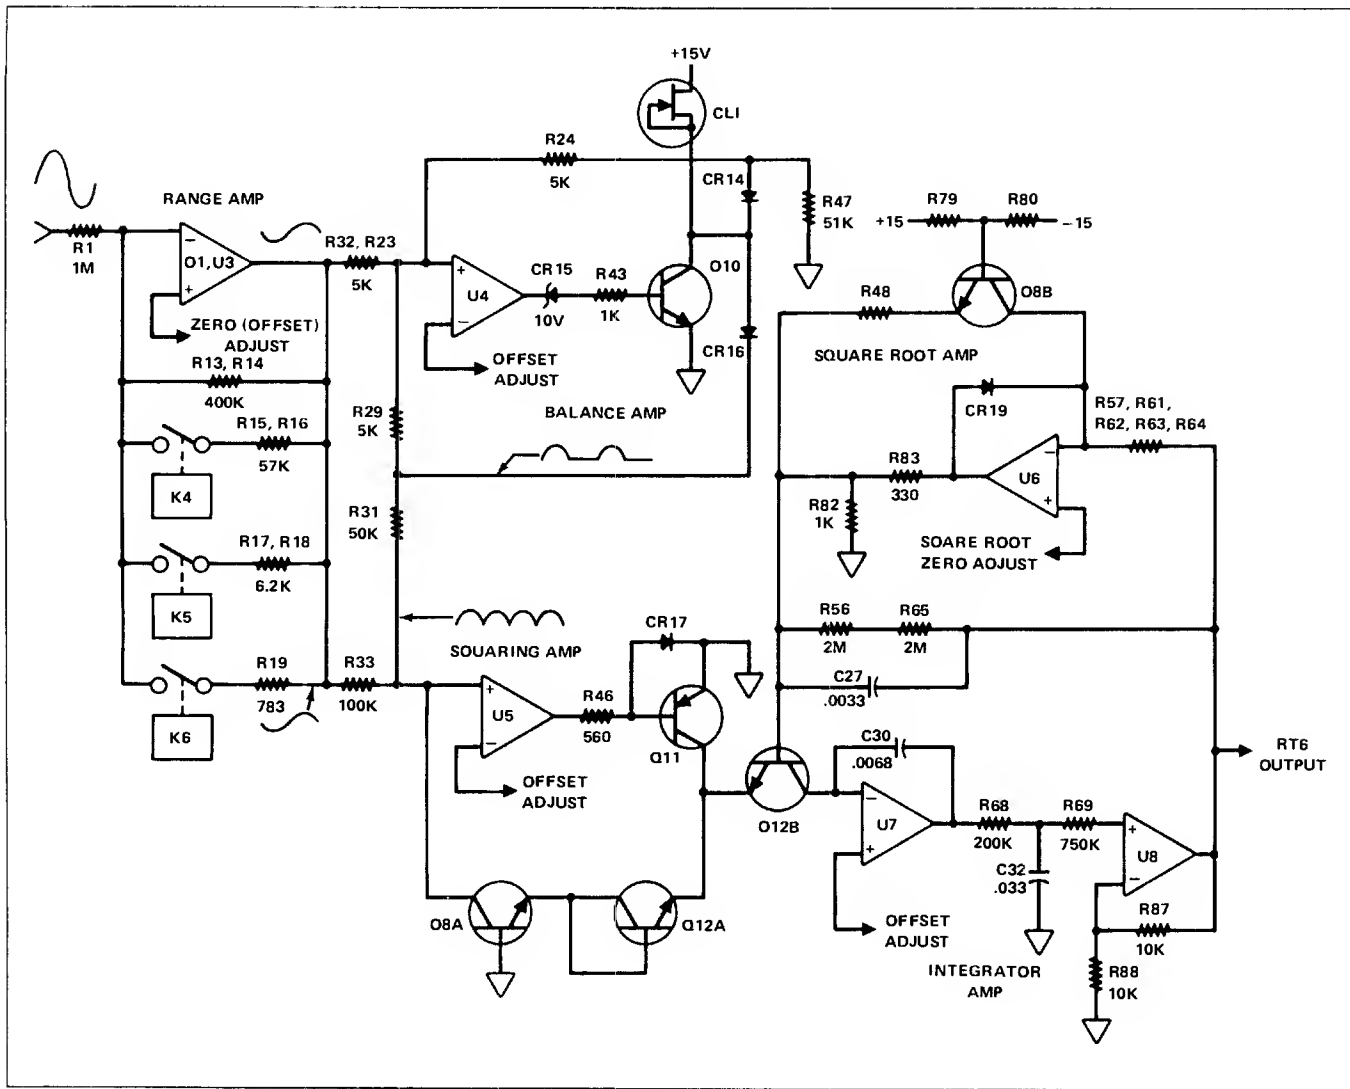 +15V
CLI
R24
5K
CR14
R47
51K
R79
R80
+15
-15
RANGE AMP
R1
1M
-
O1, U3
+
ZERO (OFFSET)
ADJUST
R32, R23
5K
+
U4
-
CR15
10V
R43
1K
O10
CR16
OFFSET
ADJUST
R48
O8B
SQUARE ROOT AMP
R13, R14
400K
R15, R16
57K
K4
R29
5K
BALANCE AMP
CR19
R57, R61,
R62, R63, R64
R83
330
-
U6
+
R82
1K
SOARE ROOT
ZERO AOJUST
R31
50K
R17, R18
6.2K
K5
R56
2M
R65
2M
C27
.0033
SOUARING AMP
CR17
R19
783
K6
R33
100K
+
U5
-
R46
560
Q11
OFFSET
ADJUST
O12B
C30
.0068
-
U7
+
R68
200K
R69
750K
C32
.033
+
U8
-
RT6
OUTPUT
O8A
Q12A
OFFSET
ADJUST
R87
10K
R88
10K
INTEGRATOR
AMP